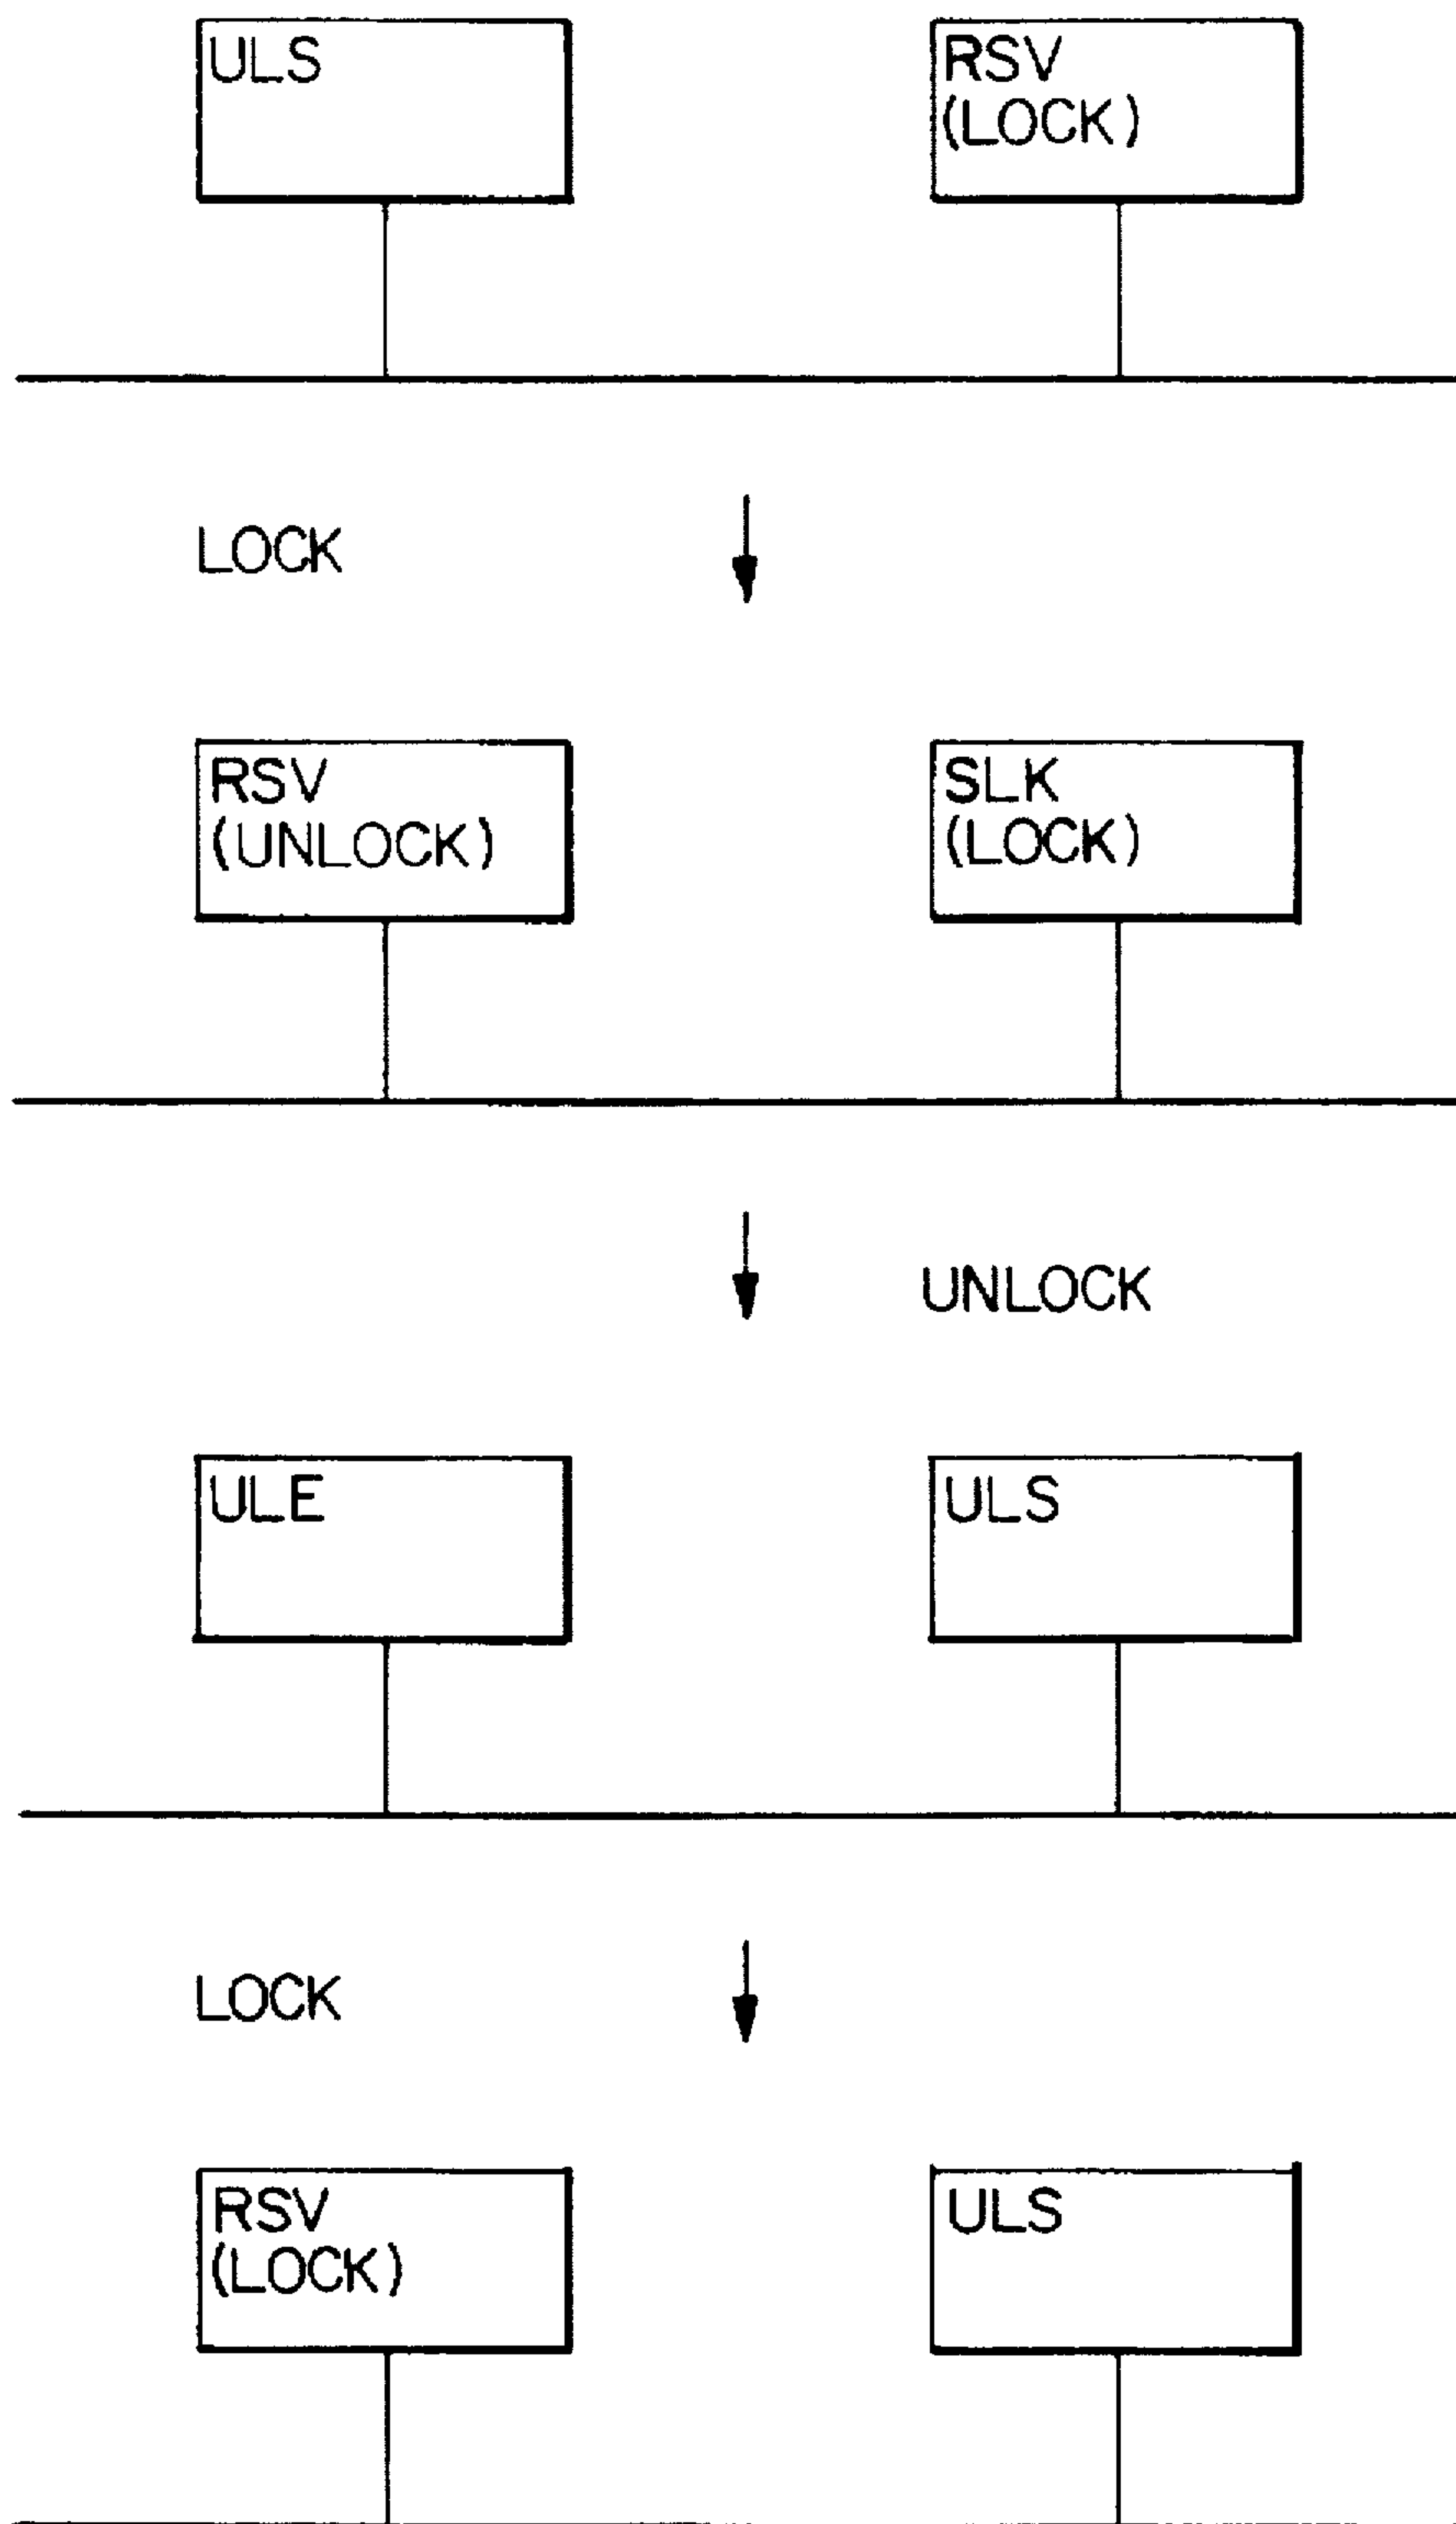 ULS
RSV
(LOCK)
LOCK
RSV
(UNLOCK)
SLK
(LOCK)
UNLOCK
ULE
ULS
LOCK
RSV
(LOCK)
ULS